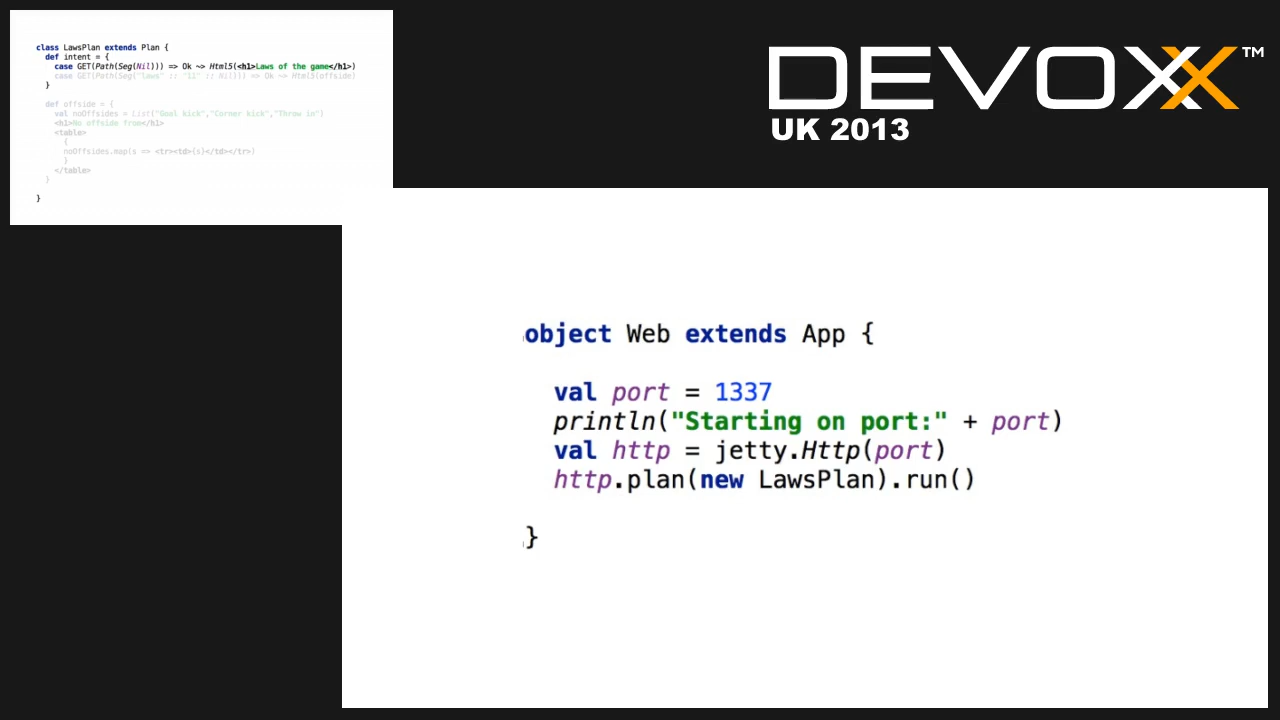 class LawsPlan extends Plan {
def intent = {
case GET(Path(Seg(Nil))) => Ok ~> Html5(<h1>Laws of the game</h1>)
case GET(Path(Seg("laws" :: "11" :: Nil))) => Ok ~> Html5(offside)
}
def offside = {
val noOffsides = List("Goal kick","Corner kick","Throw in")
<h1>No offside from</h1>
<table>
{
noOffsides.map(s => <tr><td>{s}</td></tr>)
}
</table>
}
}
DEVOXX™
UK 2013
object Web extends App {
val port = 1337
println("Starting on port:" + port)
val http = jetty.Http(port)
http.plan(new LawsPlan).run()
}